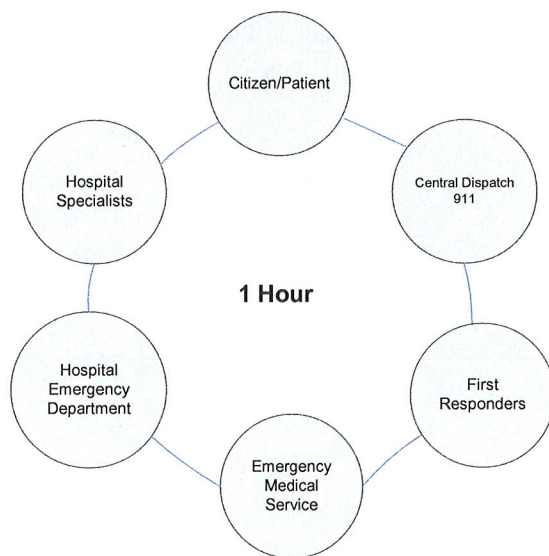 Citizen/Patient
Central Dispatch
911
First
Responders
Emergency
Medical
Service
Hospital
Emergency
Department
Hospital
Specialists
1 Hour